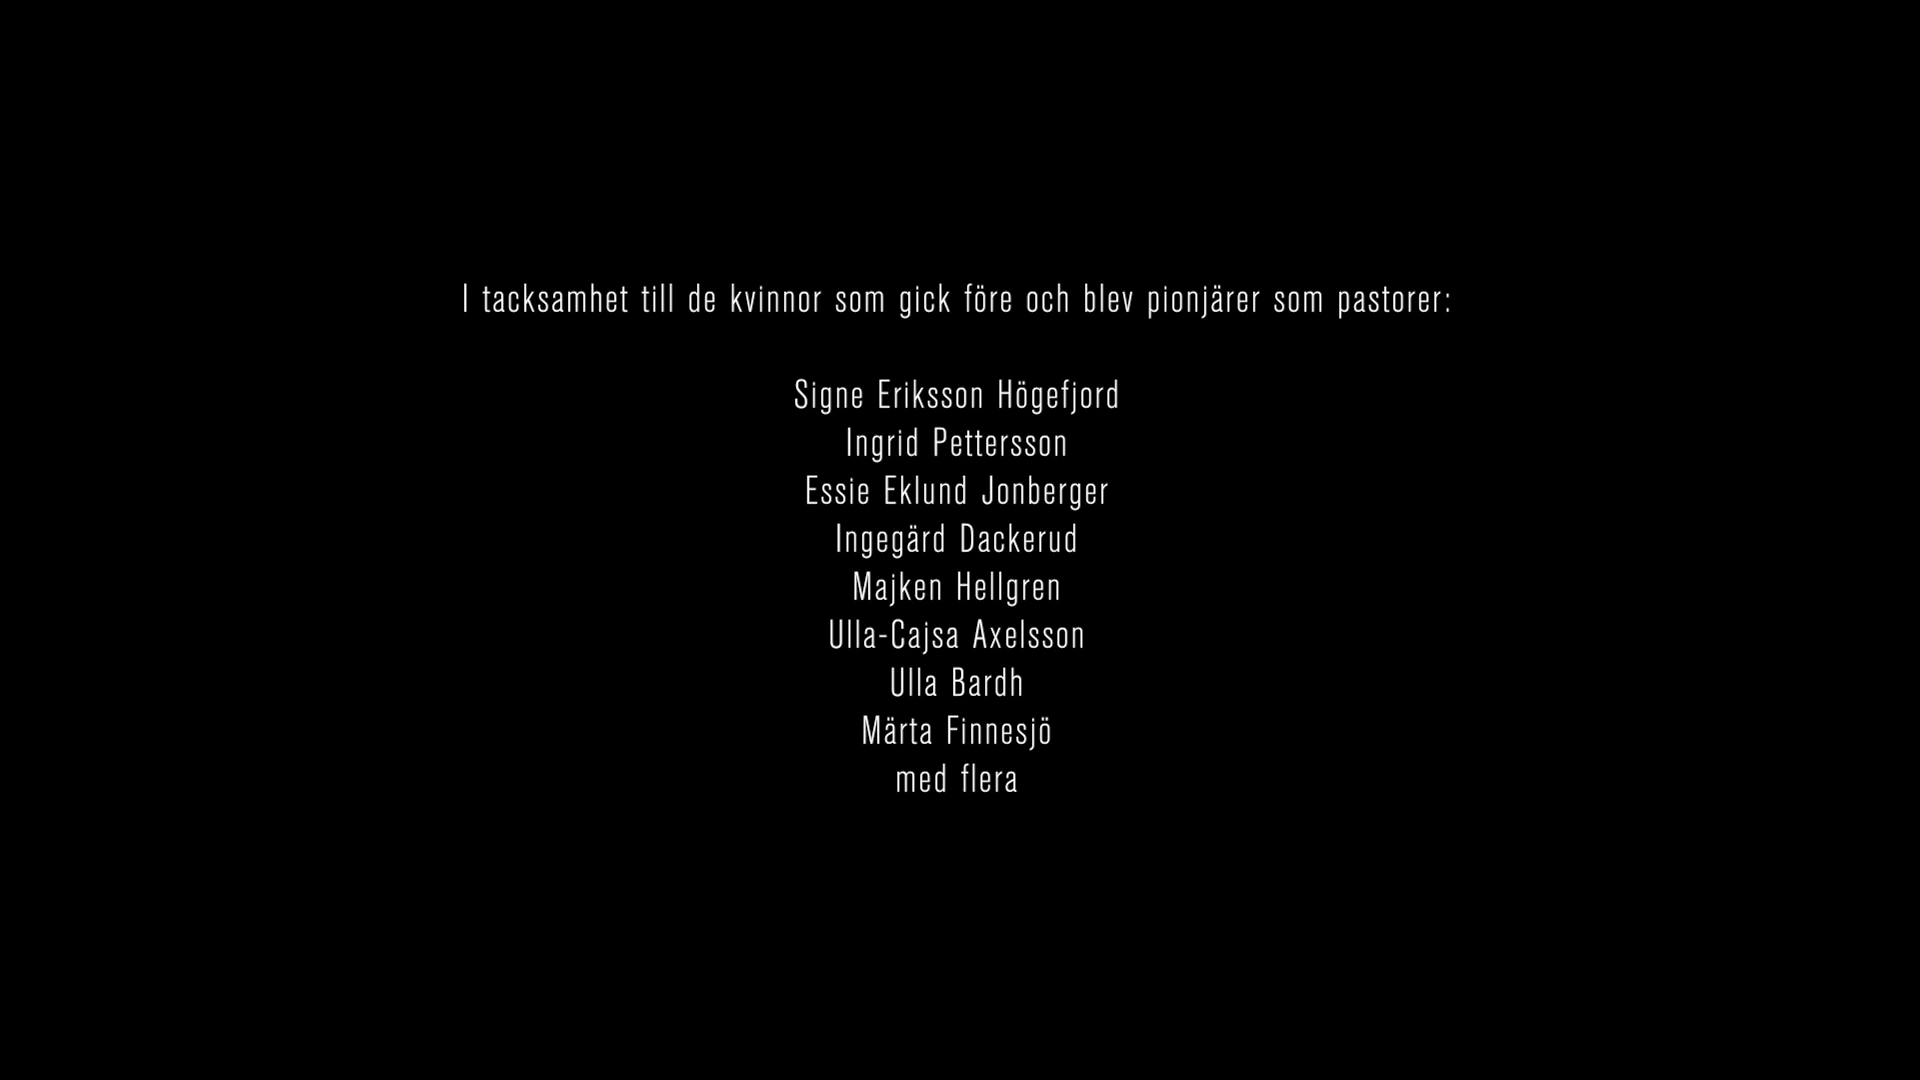 I tacksamhet till de kvinnor som gick före och blev pionjärer som pastorer:
Signe Eriksson Högefjord
Ingrid Pettersson
Essie Eklund Jonberger
Ingegärd Dackerud
Majken Hellgren
Ulla-Cajsa Axelsson
Ulla Bardh
Märta Finnesjö
med flera